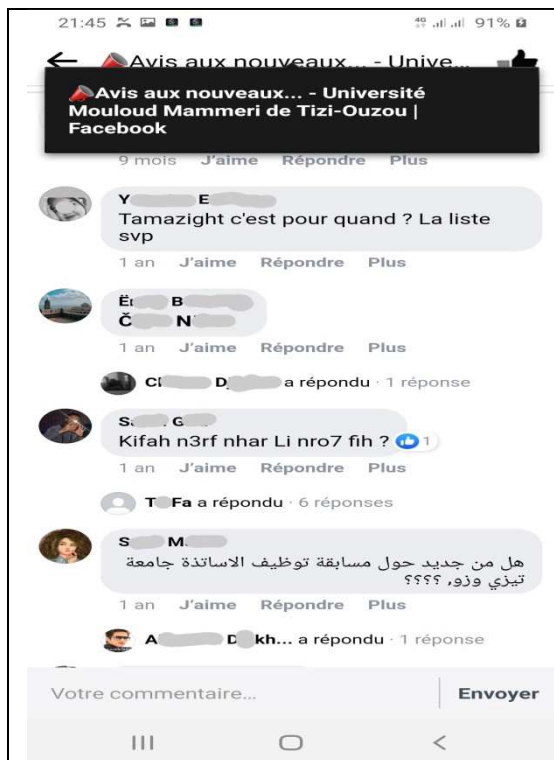 21:45
91%
Avis aux nouveaux... - Unive...
Avis aux nouveaux... - Université
Mouloud Mammeri de Tizi-Ouzou |
Facebook
9 mois J'aime Répondre Plus
Y E
Tamazight c'est pour quand ? La liste
svp
1 an J'aime Répondre Plus
B
Č N
1 an J'aime Répondre Plus
D a répondu · 1 réponse
S G
Kifah n3rf nhar Li nro7 fih ? 1
1 an J'aime Répondre Plus
T Fa a répondu · 6 réponses
S M
هل من جديد حول مسابقة توظيف الاساتذة جامعة
تيزي وزو, ؟؟؟؟
1 an J'aime Répondre Plus
A D kh... a répondu · 1 réponse
Votre commentaire... Envoyer